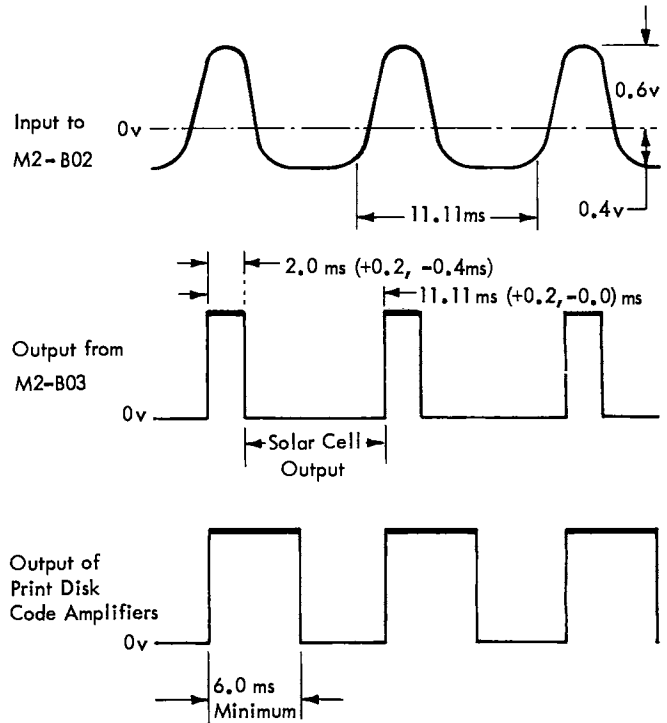 0.6v
Input to
M2-B02
0v
11.11ms
0.4v
2.0 ms (+0.2, -0.4ms)
11.11ms (+0.2, -0.0) ms
Output from
M2-B03
0v
Solar Cell
Output
Output of
Print Disk
Code Amplifiers
0v
6.0 ms
Minimum